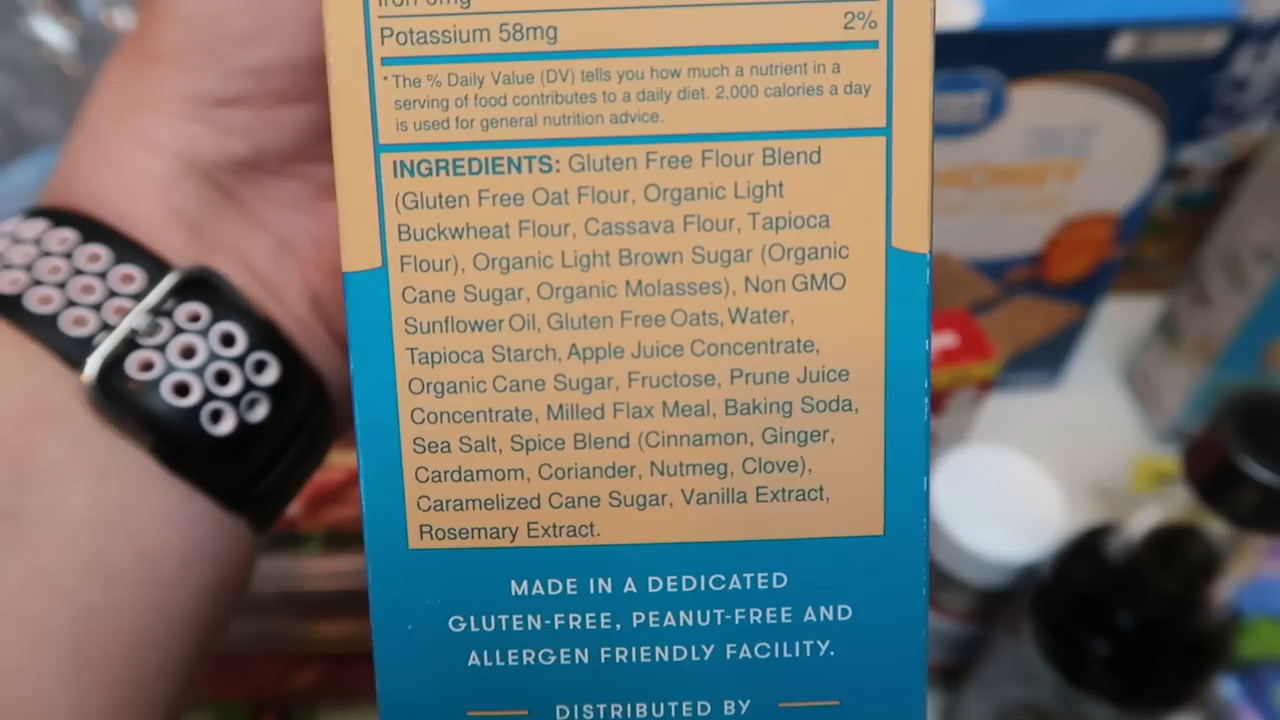 Potassium 58mg 2%
*The % Daily Value (DV) tells you how much a nutrient in a
serving of food contributes to a daily diet. 2,000 calories a day
is used for general nutrition advice.
INGREDIENTS: Gluten Free Flour Blend
(Gluten Free Oat Flour, Organic Light
Buckwheat Flour, Cassava Flour, Tapioca
Flour), Organic Light Brown Sugar (Organic
Cane Sugar, Organic Molasses), Non GMO
Sunflower Oil, Gluten Free Oats, Water,
Tapioca Starch, Apple Juice Concentrate,
Organic Cane Sugar, Fructose, Prune Juice
Concentrate, Milled Flax Meal, Baking Soda,
Sea Salt, Spice Blend (Cinnamon, Ginger,
Cardamom, Coriander, Nutmeg, Clove),
Caramelized Cane Sugar, Vanilla Extract,
Rosemary Extract.
MADE IN A DEDICATED
GLUTEN-FREE, PEANUT-FREE AND
ALLERGEN FRIENDLY FACILITY.
DISTRIBUTED BY